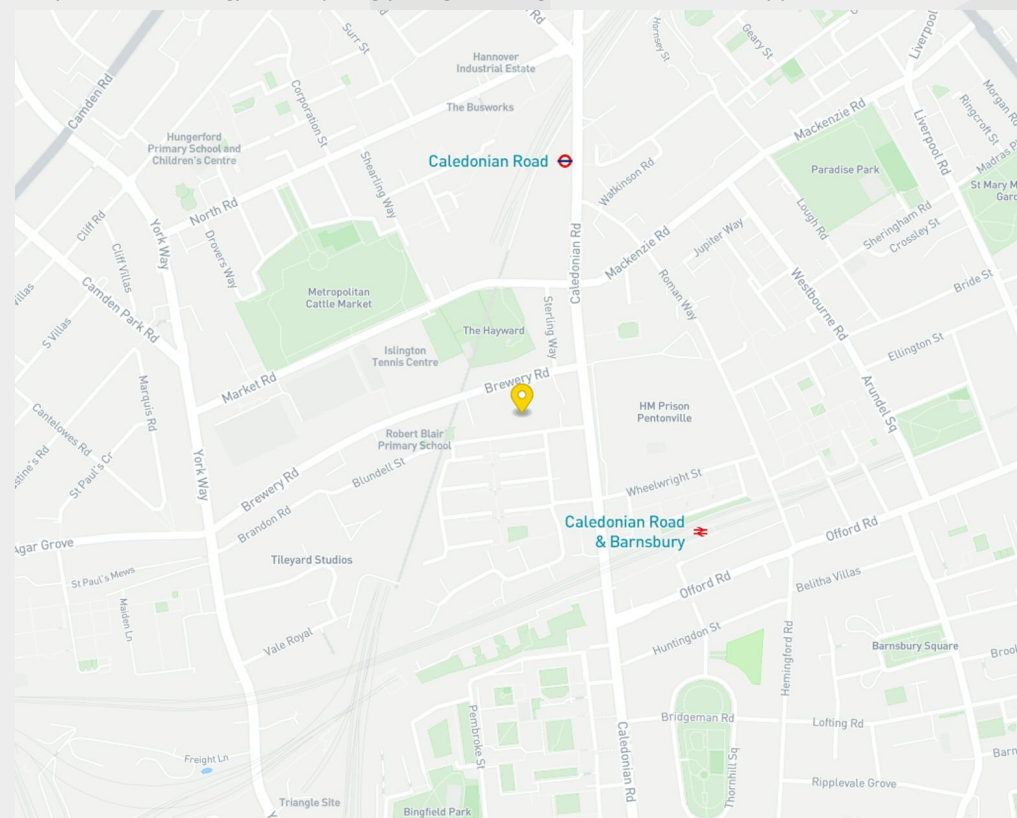 Rd
Liverpool
Surr St
Hornsey St
Geary St
Hannover
Industrial Estate
Camden Rd
Corporation St
The Busworks
Mackenzie Rd
Liverpool Rd
Ringcroft St
Morgan Rd
Hungerford
Primary School and
Children's Centre
Shearling Way
Caledonian Road
Watkinson Rd
Paradise Park
Madras Pl
St Mary M
Gard
North Rd
Cliff Rd
York Way
Drovers Way
Cliff Villas
Lough Rd
Sheringham Rd
Crossley St
Jupiter Way
Caledonian Rd
Mackenzie Rd
Roman Way
Westbourne Rd
Bride St
Villas
Camden Park Rd
Metropolitan
Cattle Market
S Villas
Sterling Way
The Hayward
Islington
Tennis Centre
Ellington St
Market Rd
Brewery Rd
Marquis Rd
Arundel Sq
HM Prison
Pentonville
Cantelowes Rd
Robert Blair
Primary School
stine's Rd
St Paul's Cr
York Way
Brewery Rd
Blundell St
Wheelwright St
Brandon Rd
Caledonian Road
& Barnsbury
Offord Rd
Agar Grove
Tileyard Studios
St Paul's Mews
Offord Rd
Belitha Villas
Maiden Ln
Vale Royal
Huntingdon St
Hemingford Rd
Barnsbury Square
Brook
Pembroke St
Bridgeman Rd
Lofting Rd
Caledonian Rd
Thornhill Sq
Barn
Freight Ln
Ripplevale Grove
Triangle Site
Bingfield Park
Y